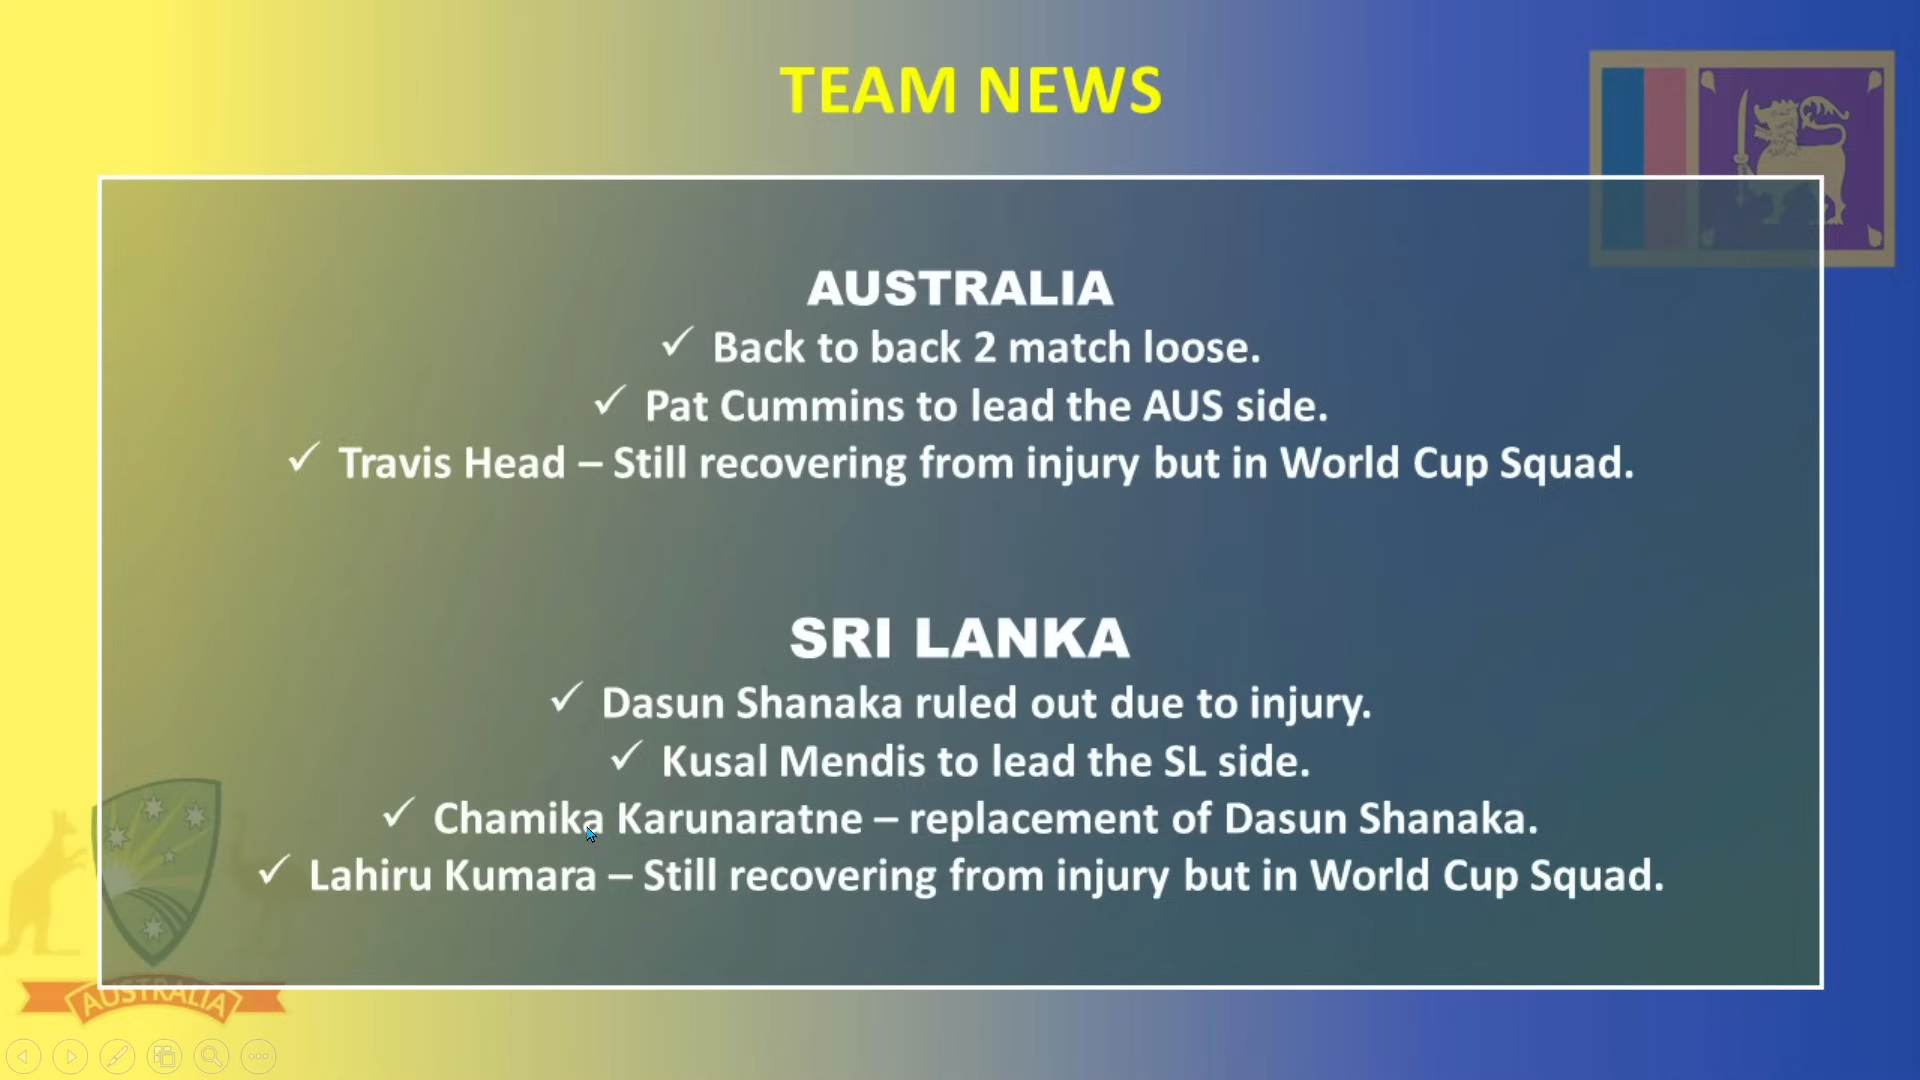 TEAM NEWS
AUSTRALIA
✓ Back to back 2 match loose.
✓ Pat Cummins to lead the AUS side.
✓ Travis Head – Still recovering from injury but in World Cup Squad.
SRI LANKA
✓ Dasun Shanaka ruled out due to injury.
✓ Kusal Mendis to lead the SL side.
✓ Chamika Karunaratne – replacement of Dasun Shanaka.
✓ Lahiru Kumara – Still recovering from injury but in World Cup Squad.
AUSTRALIA